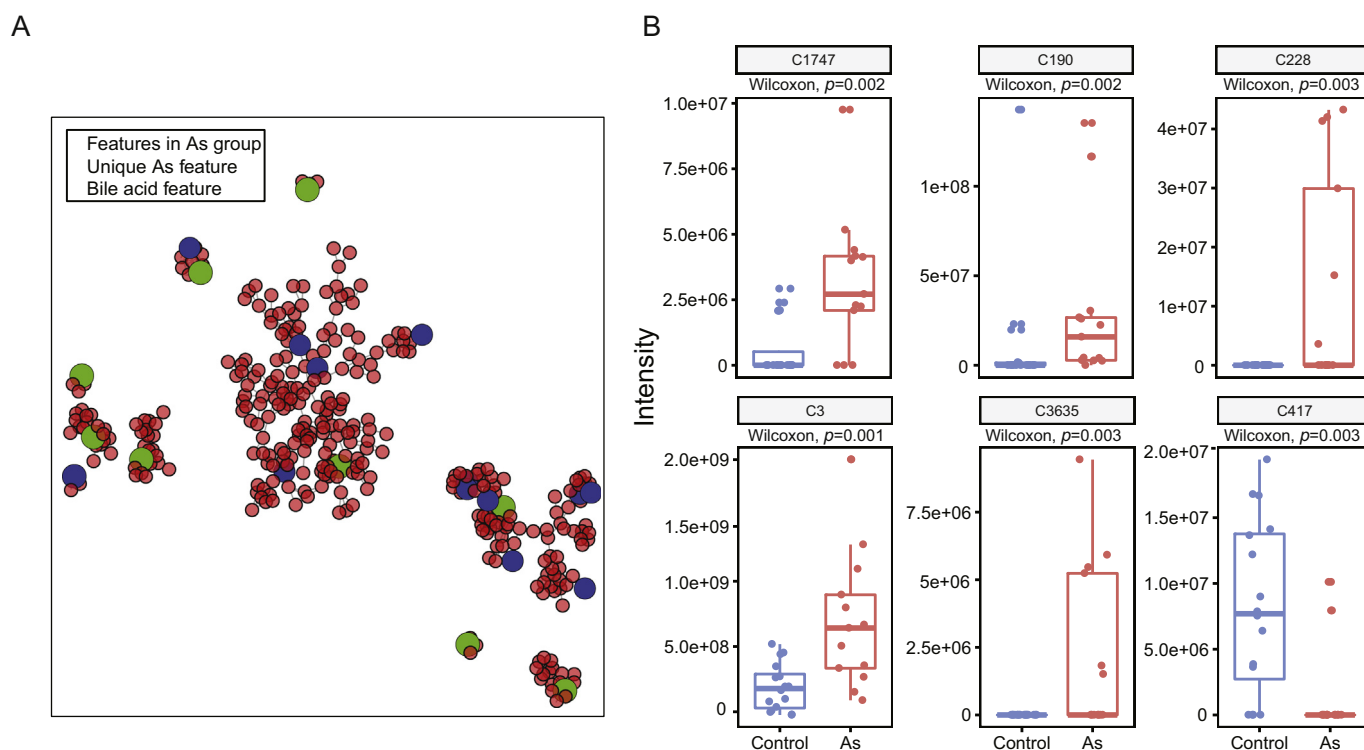 A
Features in As group
Unique As feature
Bile acid feature
B
Intensity
C1747
Wilcoxon, p=0.002
1.0e+07
7.5e+06
5.0e+06
2.5e+06
0
C190
Wilcoxon, p=0.002
1e+08
5e+07
0
C228
Wilcoxon, p=0.003
4e+07
3e+07
2e+07
1e+07
0
C3
Wilcoxon, p=0.001
2.0e+09
1.5e+09
1.0e+09
5.0e+08
0
Control As
C3635
Wilcoxon, p=0.003
7.5e+06
5e+06
2.5e+06
0
Control As
C417
Wilcoxon, p=0.003
2.0e+07
1.5e+07
1.0e+07
5.0e+06
0
Control As